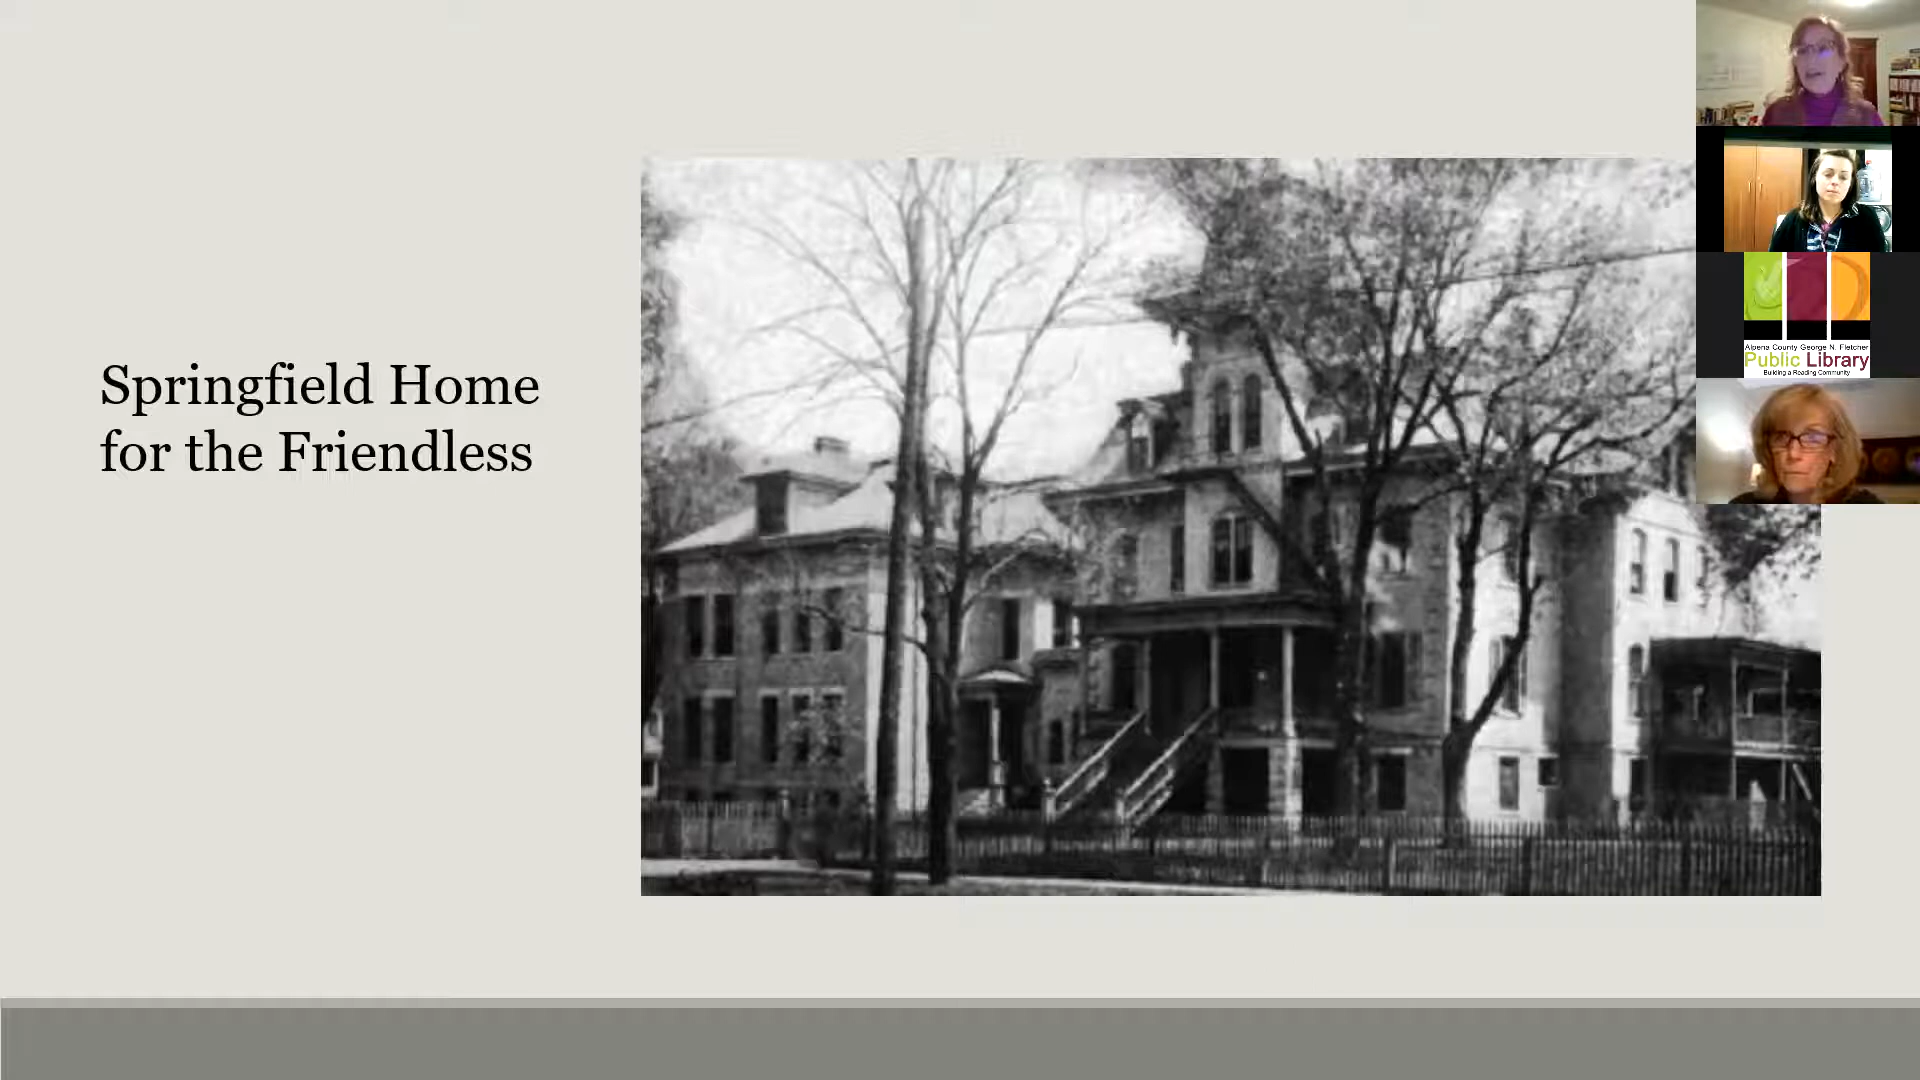 Springfield Home
for the Friendless
Alpena County George N. Fletcher
Public Library
Building a Reading Community